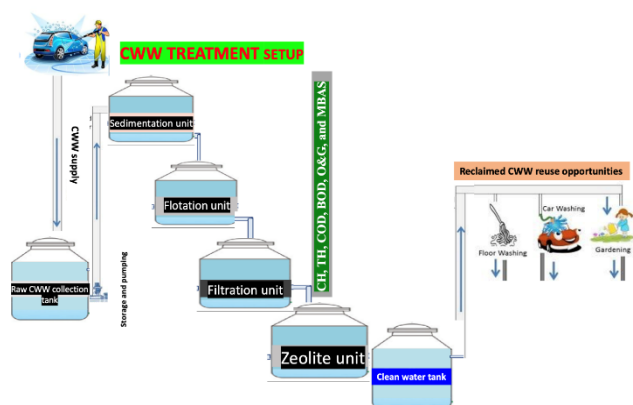 CWW TREATMENT SETUP
CWW supply
Sedimentation unit
CH, TH, COD, BOD, O&G, and MBAS
Flotation unit
Reclaimed CWW reuse opportunities
Car Washing
Floor Washing
Gardening
Raw CWW collection
tank
Storage and pumping
Filtration unit
Zeolite unit
Clean water tank